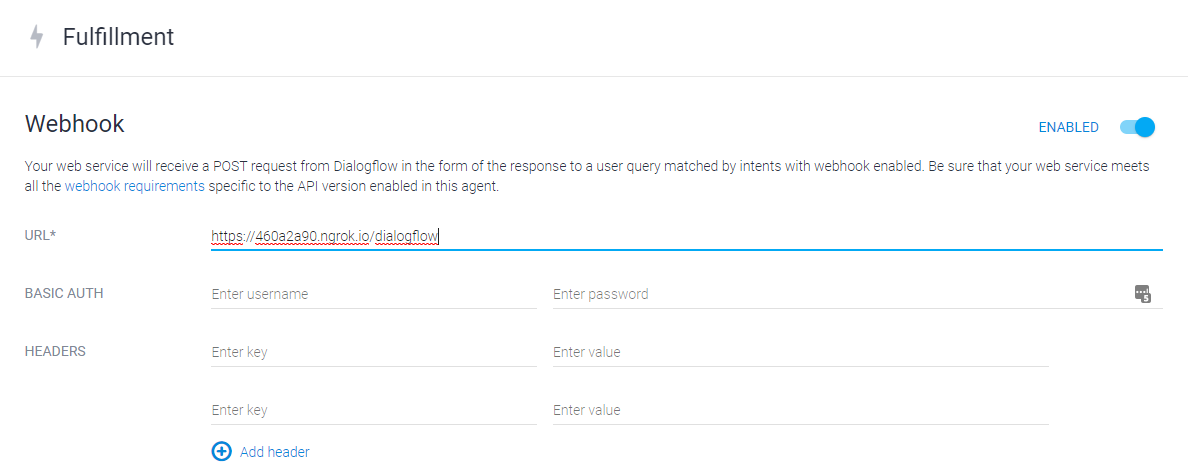 Fulfillment
Webhook
ENABLED
Your web service will receive a POST request from Dialogflow in the form of the response to a user query matched by intents with webhook enabled. Be sure that your web service meets
all the webhook requirements specific to the API version enabled in this agent.
URL* https://460a2a90.ngrok.io/dialogflow
BASIC AUTH Enter username Enter password 5
HEADERS Enter key Enter value
Enter key Enter value
Add header